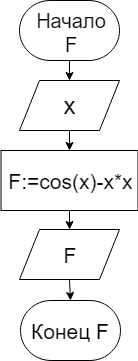 Начало
F
x
F:=cos(x)-x*x
F
Конец F